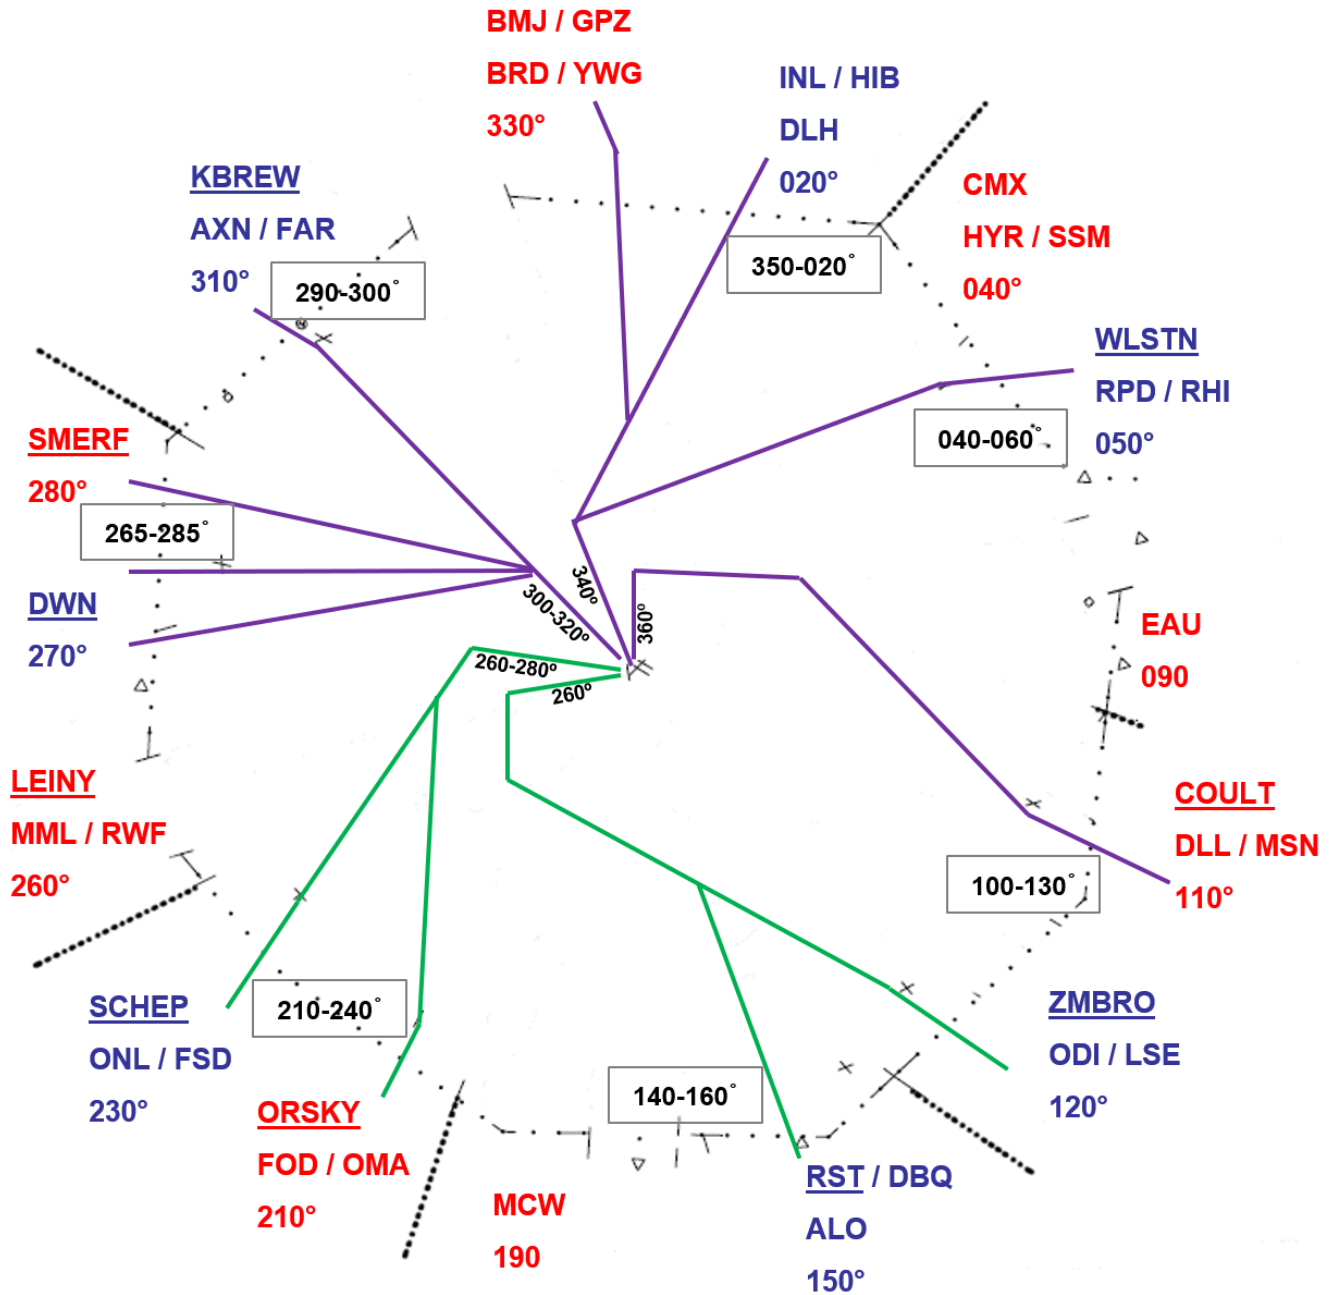 BMJ / GPZ
BRD / YWG
330°
INL / HIB
DLH
020°
KBREW
AXN / FAR
310°
CMX
HYR / SSM
040°
350-020°
290-300°
WLSTN
RPD / RHI
050°
040-060°
SMERF
280°
265-285°
DWN
270°
340°
300-320°
360°
260-280°
260°
EAU
090
LEINY
MML / RWF
260°
COULT
DLL / MSN
110°
100-130°
SCHEP
ONL / FSD
230°
210-240°
ZMBRO
ODI / LSE
120°
140-160°
ORSKY
FOD / OMA
210°
MCW
190
RST / DBQ
ALO
150°